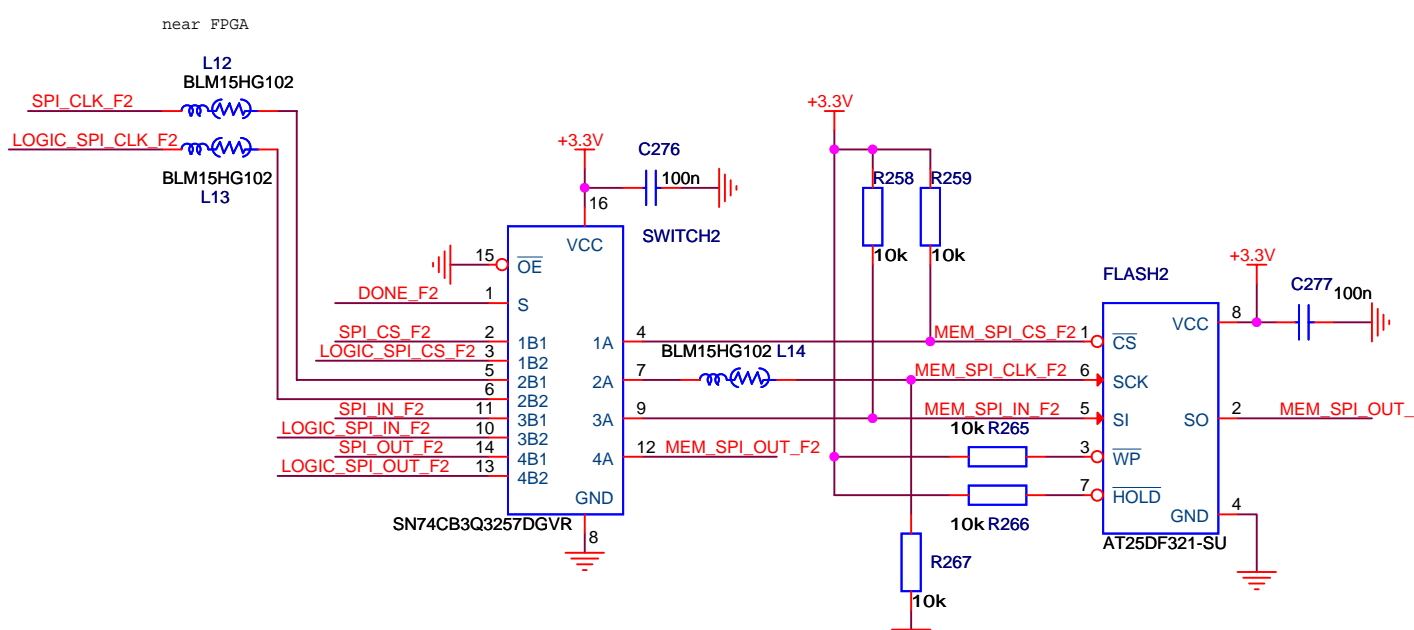 near FPGA
L12
BLM15HG102
SPI_CLK_F2
LOGIC_SPI_CLK_F2
BLM15HG102
L13
+3.3V
C276
100n
16
VCC
SWITCH2
15
OE
DONE_F2
1
S
SPI_CS_F2
2
1B1
LOGIC_SPI_CS_F2
3
1B2
5
2B1
6
2B2
SPI_IN_F2
11
3B1
LOGIC_SPI_IN_F2
10
3B2
SPI_OUT_F2
14
4B1
LOGIC_SPI_OUT_F2
13
4B2
1A
4
2A
7
3A
9
4A
12
MEM_SPI_OUT_F2
GND
8
SN74CB3Q3257DGVR
BLM15HG102 L14
+3.3V
R258
10k
R259
10k
MEM_SPI_CS_F2
MEM_SPI_CLK_F2
MEM_SPI_IN_F2
10k R265
10k R266
R267
10k
FLASH2
1
CS
6
SCK
5
SI
3
WP
7
HOLD
VCC
8
SO
2
GND
4
AT25DF321-SU
+3.3V
C277
100n
MEM_SPI_OUT_